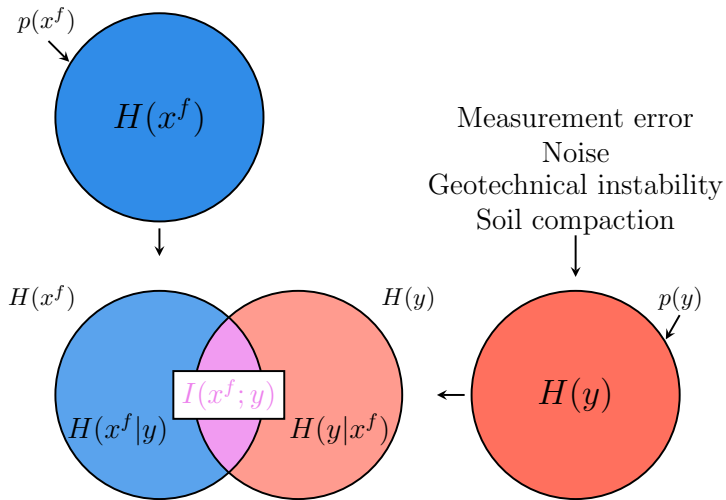 p(x^f)
H(x^f)
Measurement error
Noise
Geotechnical instability
Soil compaction
H(x^f)
H(y)
p(y)
I(x^f; y)
H(y)
H(x^f|y)
H(y|x^f)